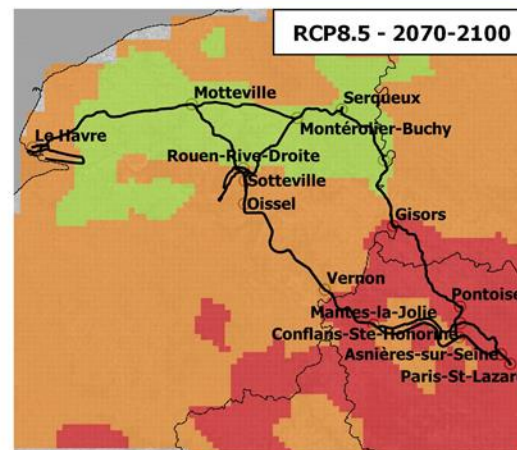 RCP8.5 - 2070-2100
Motteville
Serqueux
Le Havre
Montérolier-Buchy
Rouen-Rive-Droite
Sotteville
Oissel
Gisors
Vernon
Pontoise
Mantes-la-Jolie
Conflans-Ste-Honorine
Asnières-sur-Seine
Paris-St-Lazare